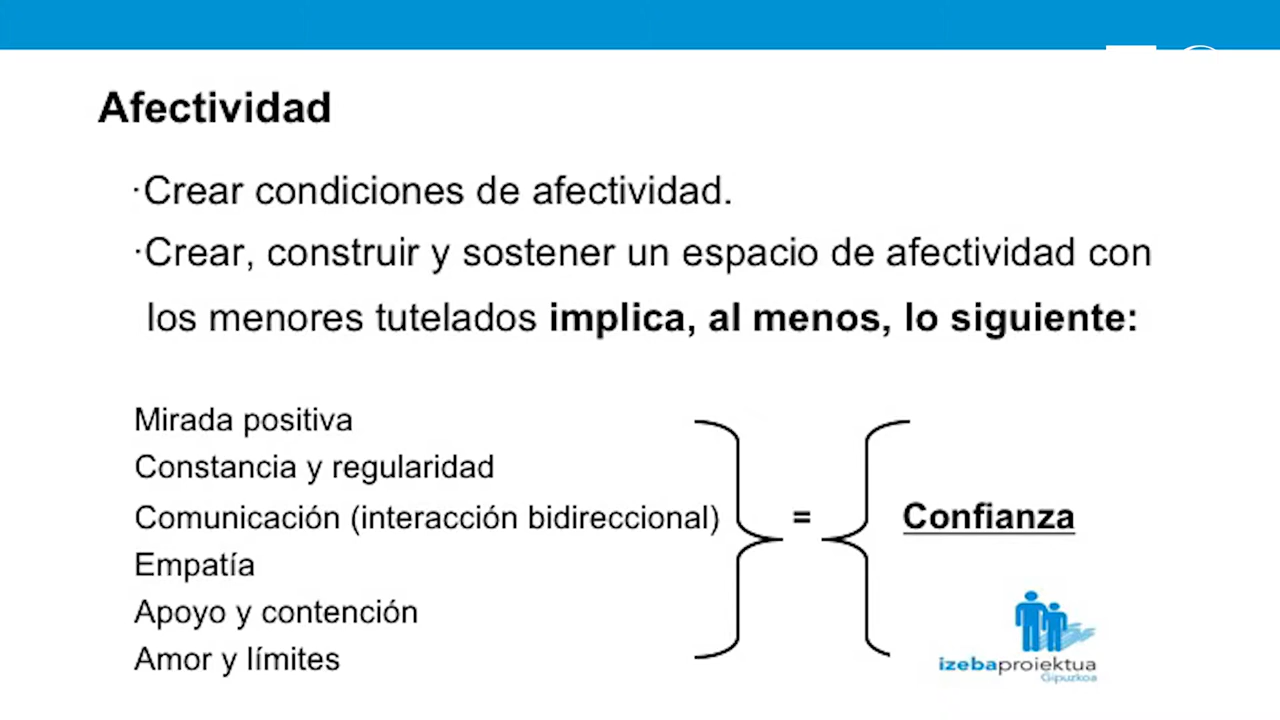 Afectividad
·Crear condiciones de afectividad.
·Crear, construir y sostener un espacio de afectividad con
los menores tutelados implica, al menos, lo siguiente:
Mirada positiva
Constancia y regularidad
Comunicación (interacción bidireccional)
Empatía
Apoyo y contención
Amor y límites
=
Confianza
izebaproiektua
Gipuzkoa